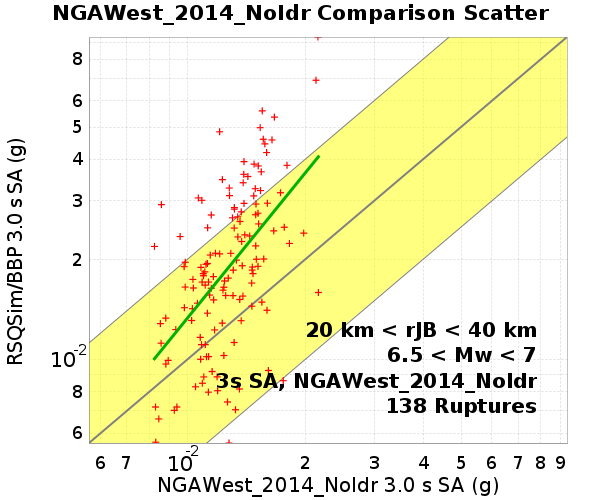 NGAWest_2014_NoIdr Comparison Scatter
RSQSim/BBP 3.0 s SA (g)
8
6
5
4
3
2
10-2
8
6
20 km < rJB < 40 km
6.5 < Mw < 7
3s SA, NGAWest_2014_NoIdr
138 Ruptures
6 7 10-2 2 3 4 5 6 7 8 9
NGAWest_2014_NoIdr 3.0 s SA (g)